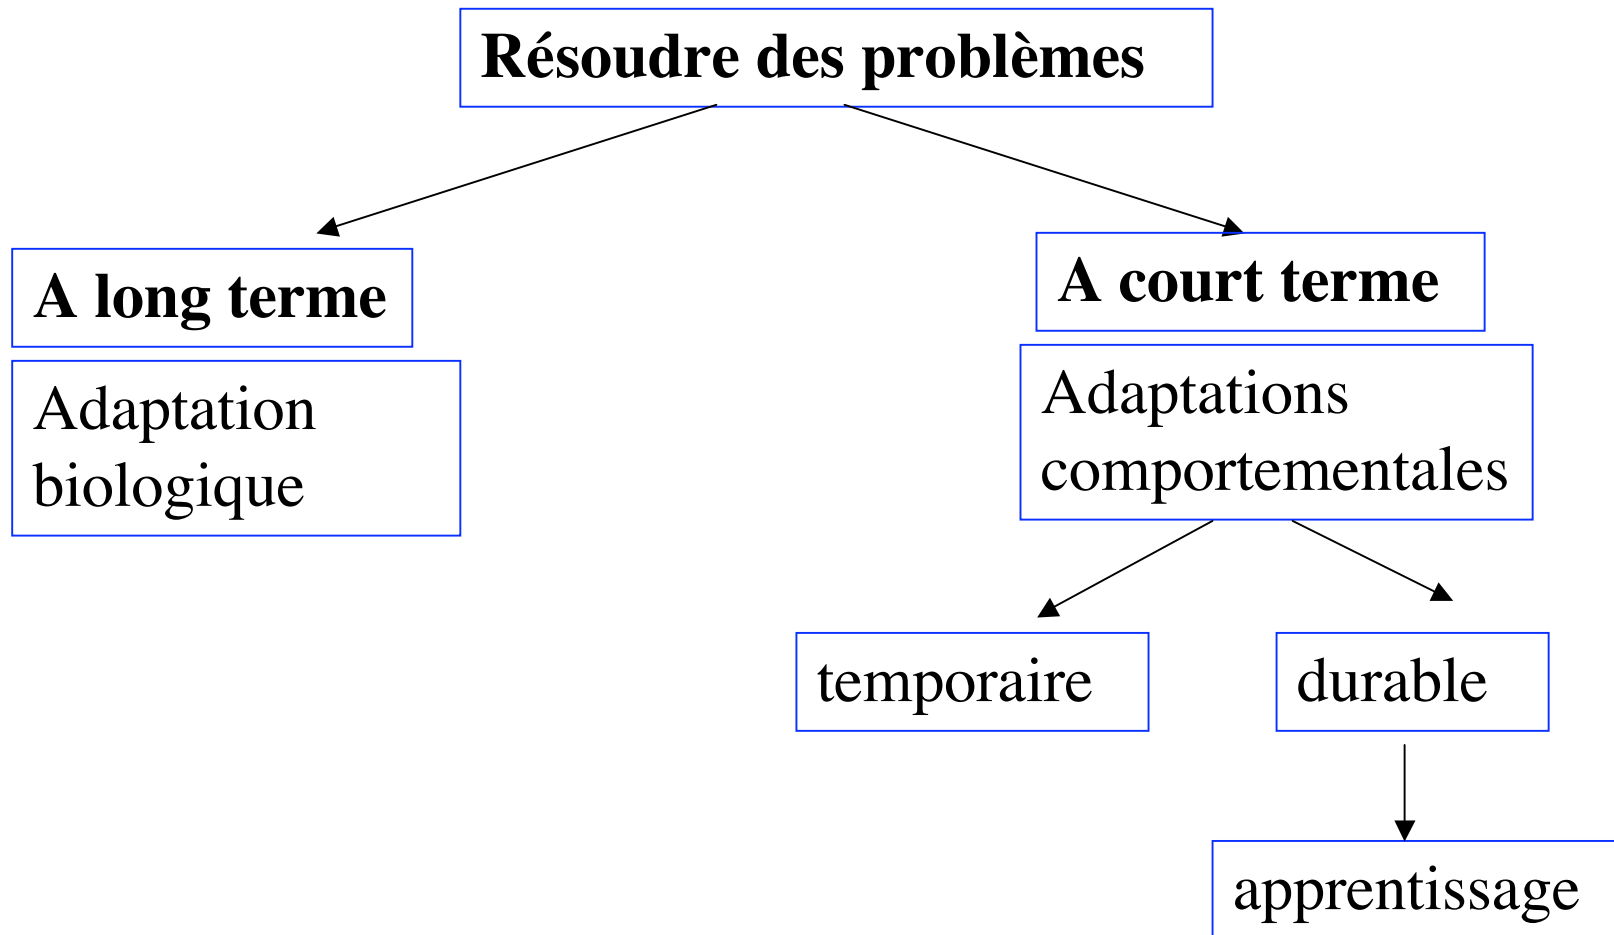 Résoudre des problèmes
A long terme
A court terme
Adaptation
biologique
Adaptations
comportementales
temporaire
durable
apprentissage